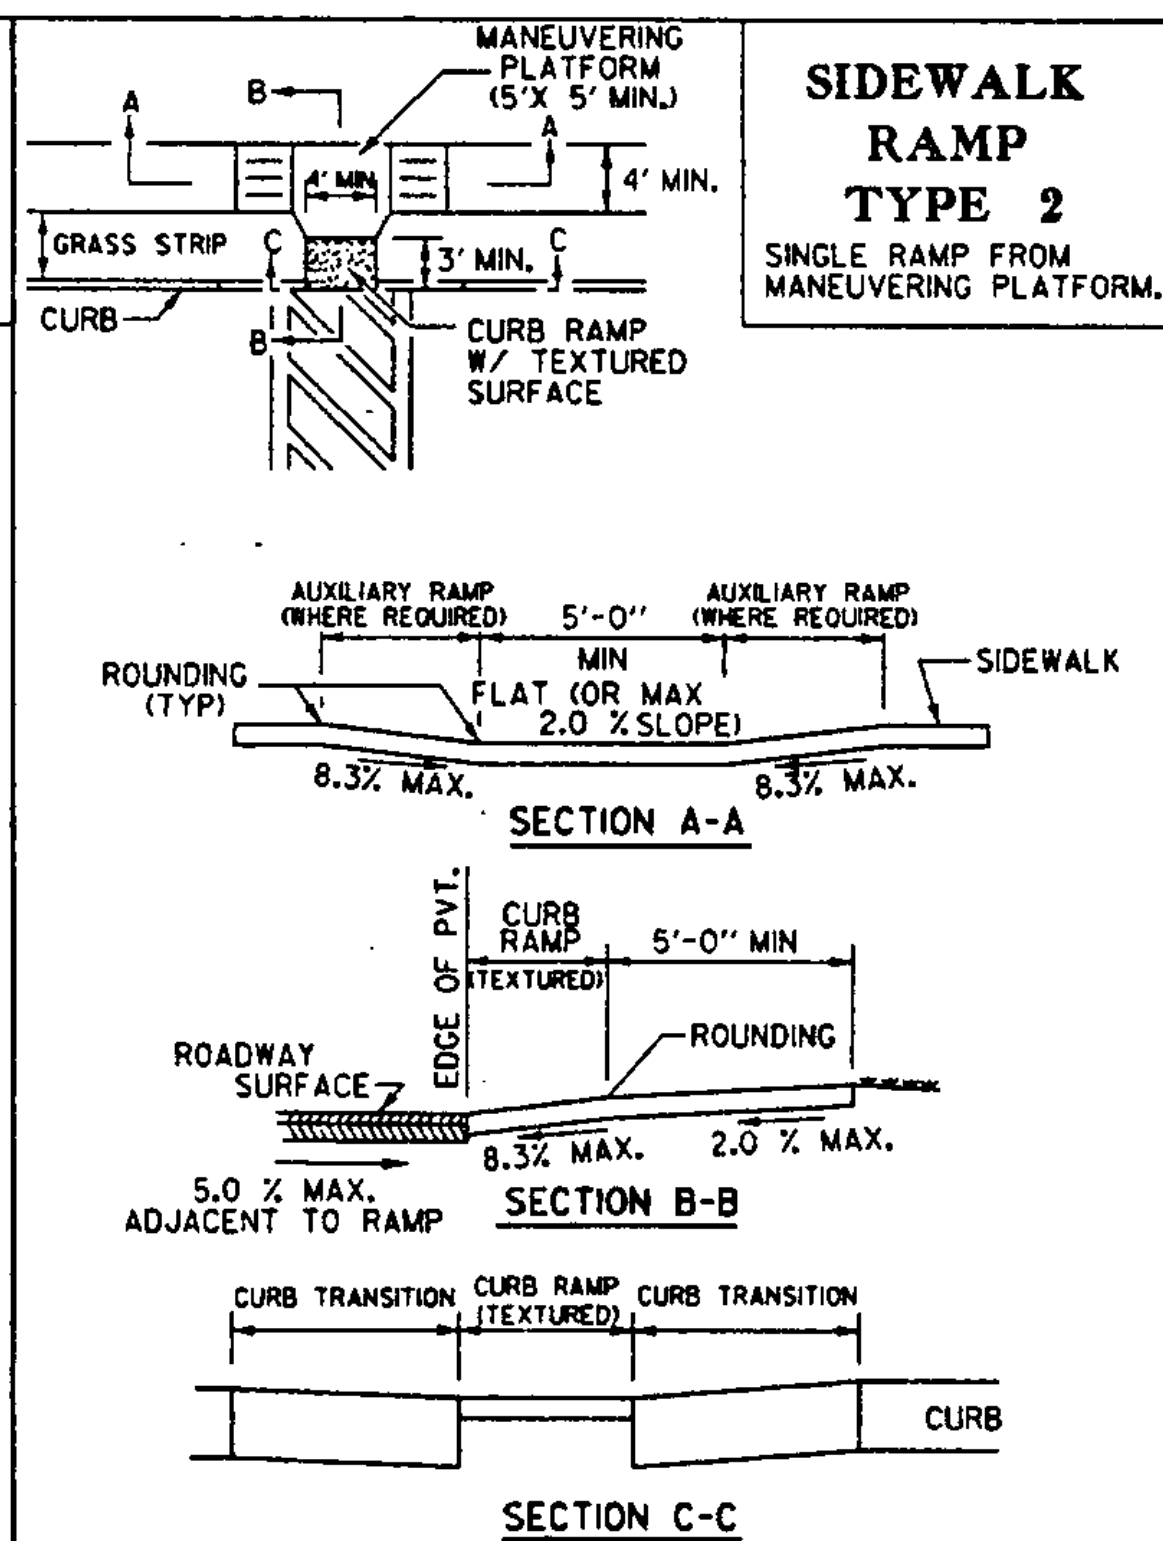 MANEUVERING
PLATFORM
(5'X 5' MIN.)
A
B
A
4' MIN.
4' MIN.
GRASS STRIP
C
C
3' MIN.
CURB
B
CURB RAMP
W/ TEXTURED
SURFACE
SIDEWALK
RAMP
TYPE 2
SINGLE RAMP FROM
MANEUVERING PLATFORM.
AUXILIARY RAMP
(WHERE REQUIRED)
5'-0"
MIN
AUXILIARY RAMP
(WHERE REQUIRED)
ROUNDING
(TYP)
FLAT (OR MAX
2.0 % SLOPE)
SIDEWALK
8.3% MAX.
8.3% MAX.
SECTION A-A
EDGE OF PVT.
CURB
RAMP
(TEXTURED)
5'-0" MIN
ROUNDING
ROADWAY
SURFACE
8.3% MAX.
2.0 % MAX.
5.0 % MAX.
ADJACENT TO RAMP
SECTION B-B
CURB TRANSITION
CURB RAMP
(TEXTURED)
CURB TRANSITION
CURB
SECTION C-C